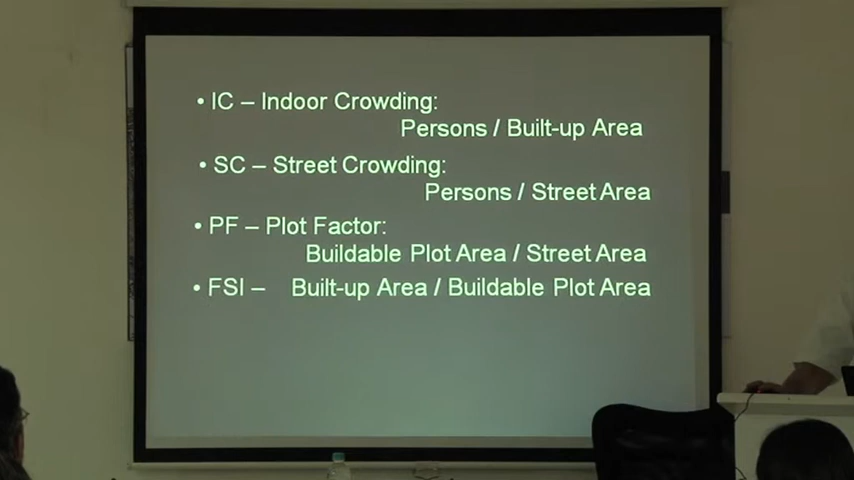 • IC – Indoor Crowding:
Persons / Built-up Area
• SC – Street Crowding:
Persons / Street Area
• PF – Plot Factor:
Buildable Plot Area / Street Area
• FSI – Built-up Area / Buildable Plot Area